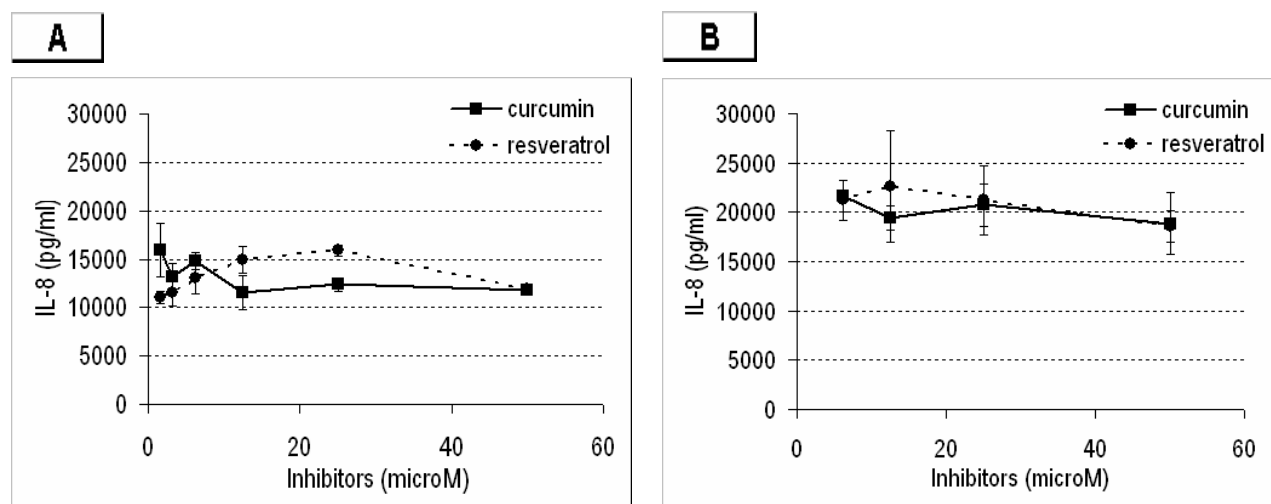 A
30000
25000
20000
15000
10000
5000
0
IL-8 (pg/ml)
curcumin
resveratrol
0 20 40 60
Inhibitors (microM)
B
30000
25000
20000
15000
10000
5000
0
IL-8 (pg/ml)
curcumin
resveratrol
0 20 40 60
Inhibitors (microM)